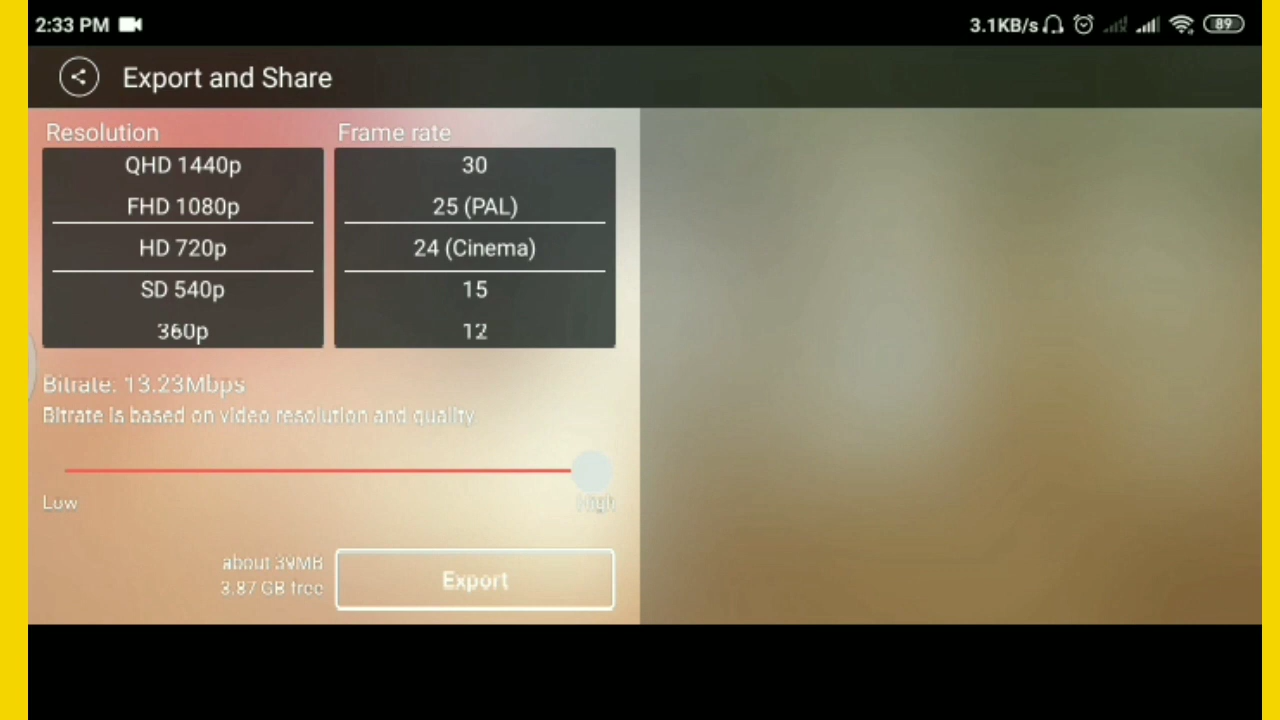 2:33 PM
3.1KB/s
89
Export and Share
Resolution
Frame rate
QHD 1440p
FHD 1080p
HD 720p
SD 540p
360p
30
25 (PAL)
24 (Cinema)
15
12
Bitrate: 13.23Mbps
Bitrate is based on video resolution and quality.
Low
High
about 39MB
3.87 GB free
Export